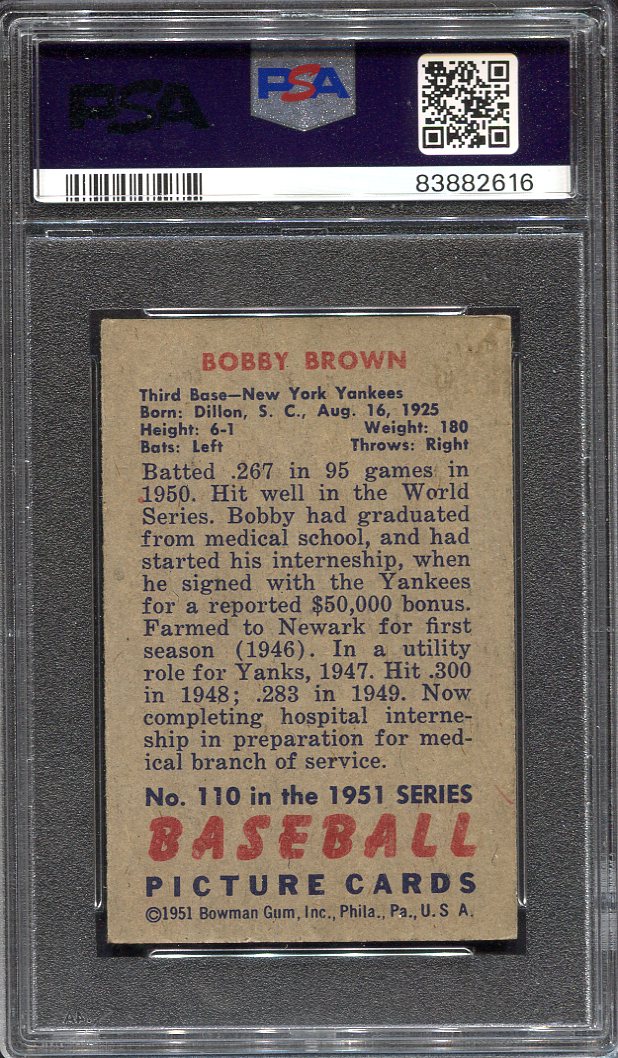 PSA
PSA
83882616
BOBBY BROWN
Third Base—New York Yankees
Born: Dillon, S. C., Aug. 16, 1925
Height: 6-1 Weight: 180
Bats: Left Throws: Right
Batted .267 in 95 games in
1950. Hit well in the World
Series. Bobby had graduated
from medical school, and had
started his interneship, when
he signed with the Yankees
for a reported $50,000 bonus.
Farmed to Newark for first
season (1946). In a utility
role for Yanks, 1947. Hit .300
in 1948; .283 in 1949. Now
completing hospital interne-
ship in preparation for med-
ical branch of service.
No. 110 in the 1951 SERIES
BASEBALL
PICTURE CARDS
©1951 Bowman Gum, Inc., Phila., Pa., U. S A.